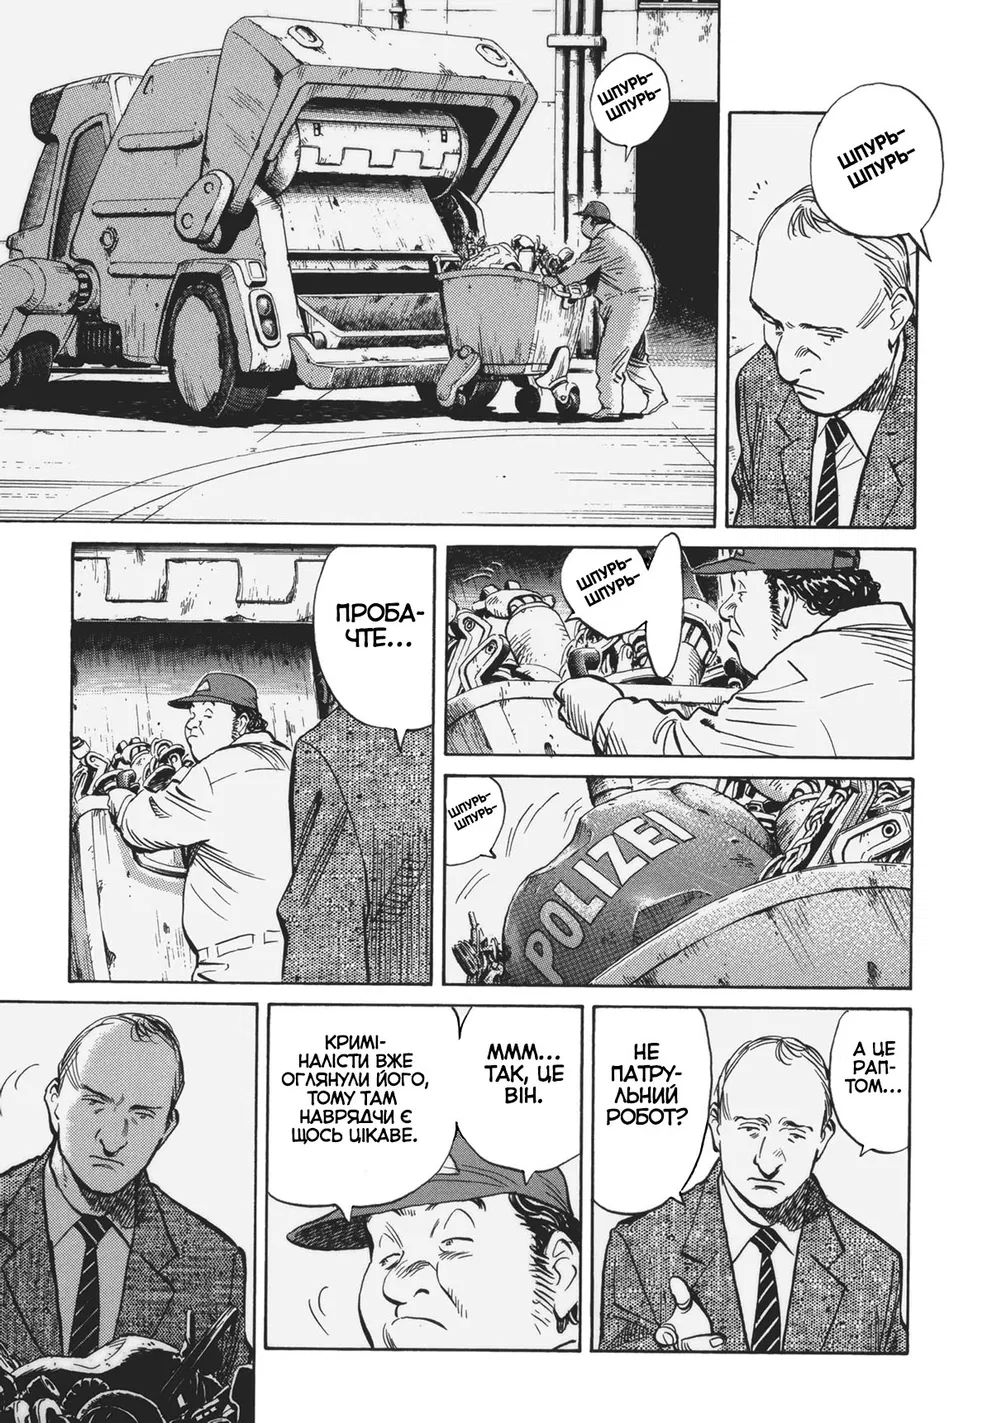 ШПУРЬ-
ШПУРЬ-
ШПУРЬ-
ШПУРЬ-
ШПУРЬ-
ШПУРЬ-
ШПУРЬ-
ШПУРЬ-
POLIZEI
ПРОБА-
ЧТЕ...
А ЦЕ
РАП-
ТОМ...
НЕ
ПАТРУ-
ЛЬНИЙ
РОБОТ?
МММ...
ТАК, ЦЕ
ВІН.
КРИМІ-
НАЛІСТИ ВЖЕ
ОГЛЯНУЛИ ЙОГО,
ТОМУ ТАМ
НАВРЯДЧИ Є
ЩОСЬ ЦІКАВЕ.